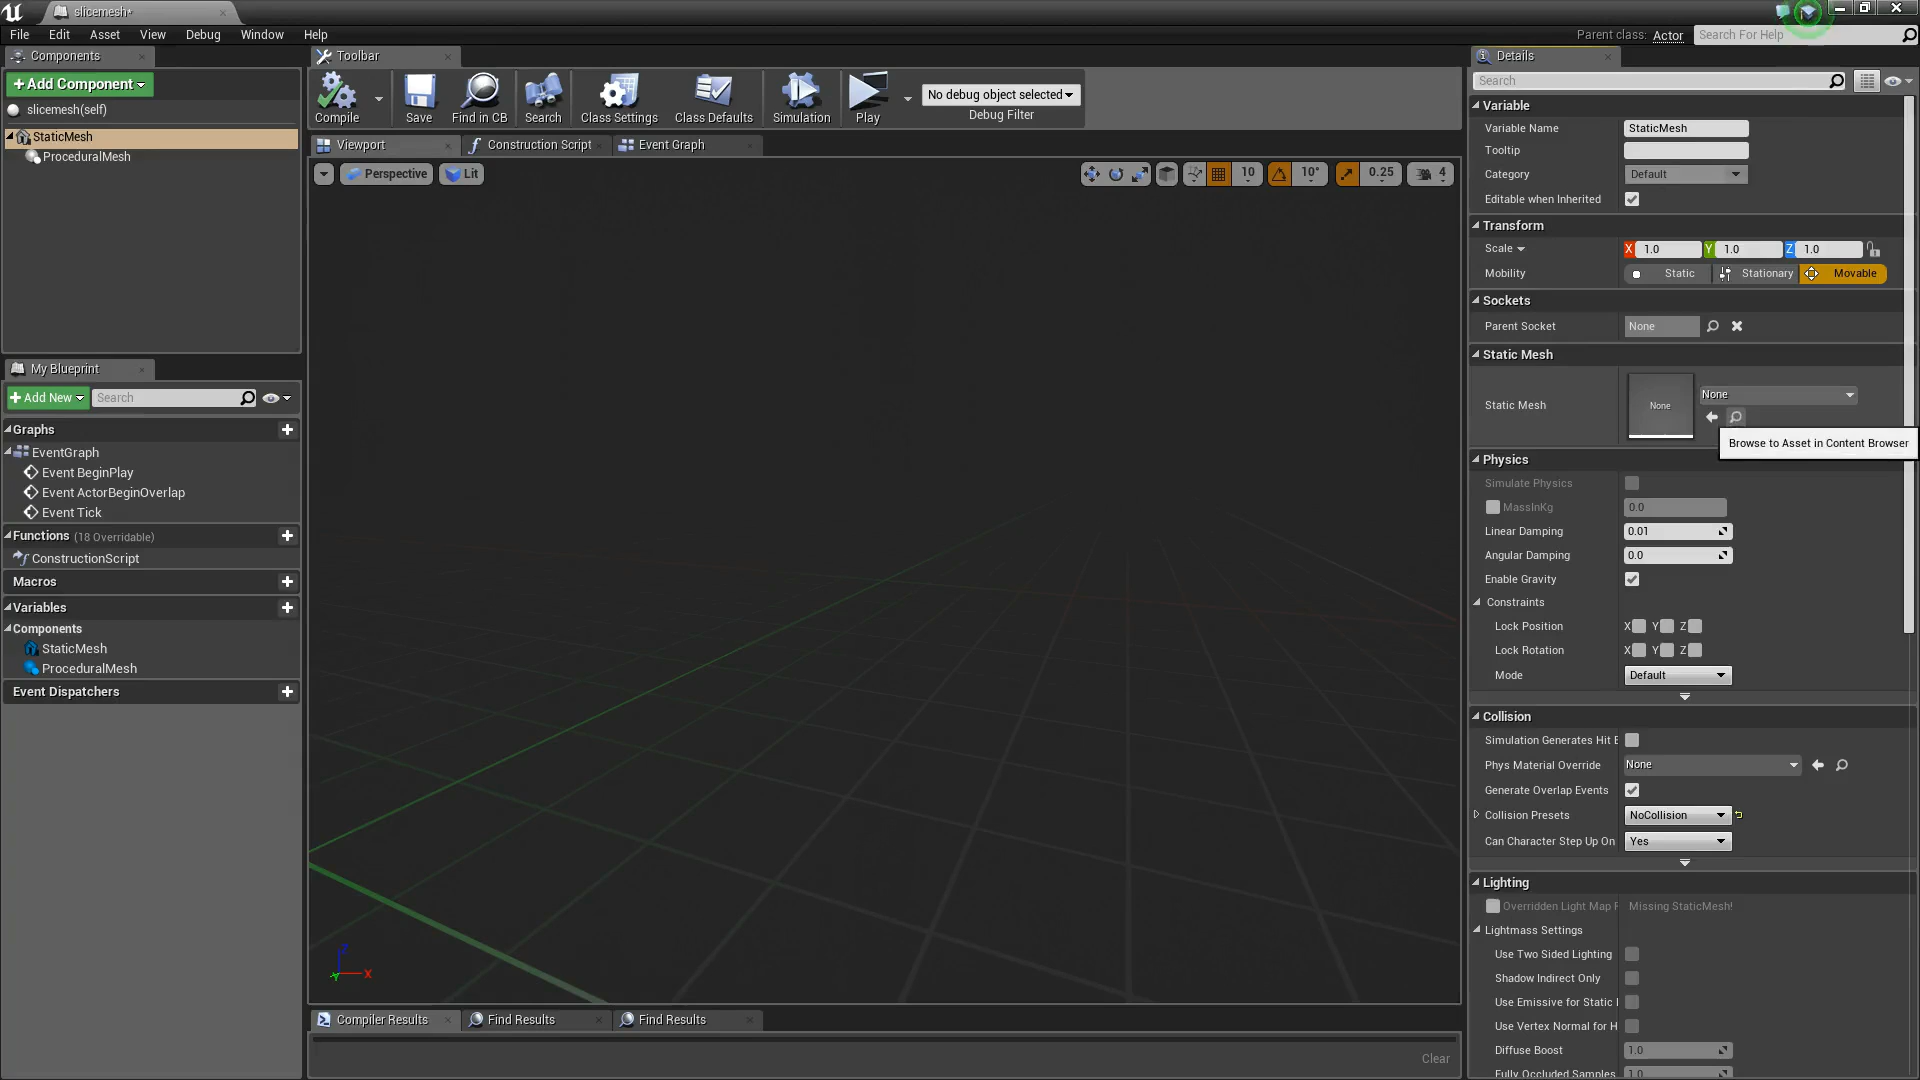 slicemesh*
File Edit Asset View Debug Window Help
Parent class: Actor
Search For Help
Components
+ Add Component
slicemesh(self)
StaticMesh
ProceduralMesh
My Blueprint
+ Add New
Search
Graphs
EventGraph
Event BeginPlay
Event ActorBeginOverlap
Event Tick
Functions (18 Overridable)
ConstructionScript
Macros
Variables
Components
StaticMesh
ProceduralMesh
Event Dispatchers
Toolbar
Compile Save Find in CB Search Class Settings Class Defaults Simulation Play
No debug object selected
Debug Filter
Viewport Construction Script Event Graph
Perspective Lit 10 10° 0.25 4
Z
X
Y
Compiler Results Find Results Find Results
Clear
Details
Search
Variable
Variable Name StaticMesh
Tooltip
Category Default
Editable when Inherited
Transform
Scale X 1.0 Y 1.0 Z 1.0
Mobility Static Stationary Movable
Sockets
Parent Socket None
Static Mesh
Static Mesh None None
Browse to Asset in Content Browser
Physics
Simulate Physics
MassInKg 0.0
Linear Damping 0.01
Angular Damping 0.0
Enable Gravity
Constraints
Lock Position X Y Z
Lock Rotation X Y Z
Mode Default
Collision
Simulation Generates Hit E
Phys Material Override None
Generate Overlap Events
Collision Presets NoCollision
Can Character Step Up On Yes
Lighting
Overridden Light Map F Missing StaticMesh!
Lightmass Settings
Use Two Sided Lighting
Shadow Indirect Only
Use Emissive for Static
Use Vertex Normal for H
Diffuse Boost 1.0
Fully Occluded Samples 1.0